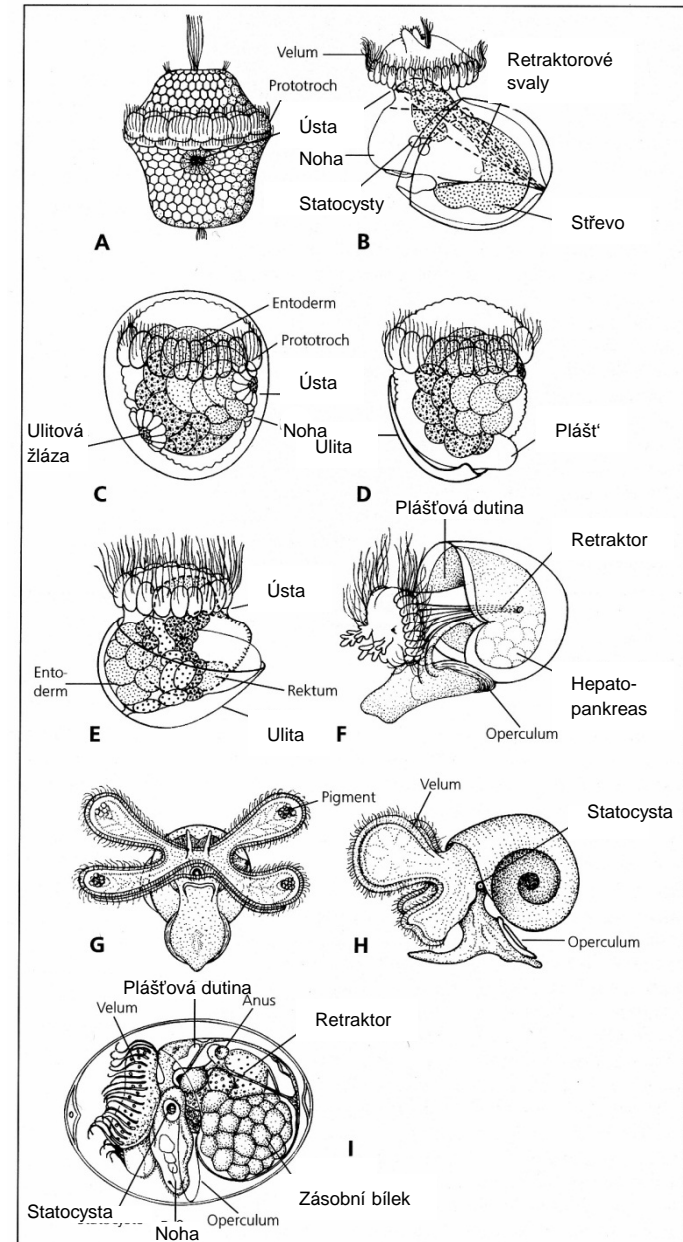 Velum
Retraktorové
svaly
Prototroch
Ústa
Noha
Statocysty
Střevo
A
B
Entoderm
Prototroch
Ústa
Ulitová
žláza
Noha
Ulita
Plášť
C
D
Plášťová dutina
Retraktor
Ústa
Ento-
derm
Rektum
Hepato-
pankreas
E
Ulita
F
Operculum
Velum
Pigment
Statocysta
G
H
Operculum
Plášťová dutina
Velum
Anus
Retraktor
I
Zásobní bílek
Statocysta
Operculum
Noha